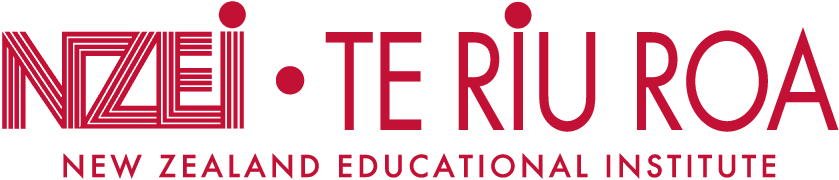 NZEi • TE RiU ROA
NEW ZEALAND EDUCATIONAL INSTITUTE